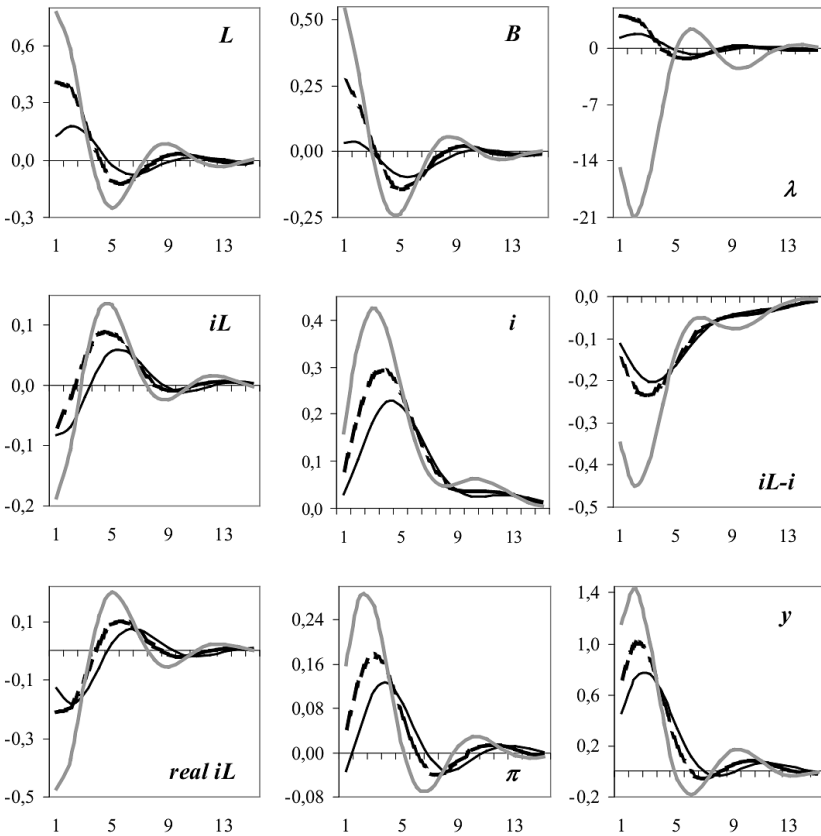 L
0,6
0,3
0,0
-0,3
1 5 9 13
B
0,50
0,25
0,00
-0,25
1 5 9 13
0
-7
-14
-21
λ
1 5 9 13
iL
0,1
0,0
-0,1
-0,2
1 5 9 13
i
0,4
0,3
0,2
0,1
0,0
1 5 9 13
0,0
-0,1
-0,2
-0,3
-0,4
-0,5
iL-i
1 5 9 13
0,1
-0,1
-0,3
-0,5
real iL
1 5 9 13
0,24
0,16
0,08
0,00
-0,08
π
1 5 9 13
y
1,4
1,0
0,6
0,2
-0,2
1 5 9 13